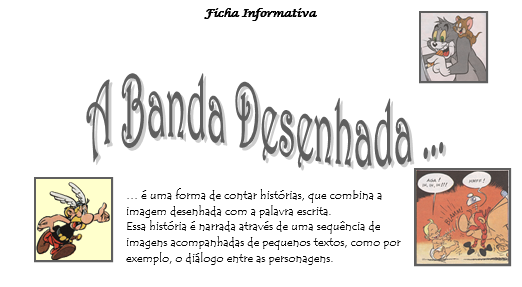 Ficha Informativa
A Banda Desenhada ...
... é uma forma de contar histórias, que combina a
imagem desenhada com a palavra escrita.
Essa história é narrada através de uma sequência de
imagens acompanhadas de pequenos textos, como por
exemplo, o diálogo entre as personagens.